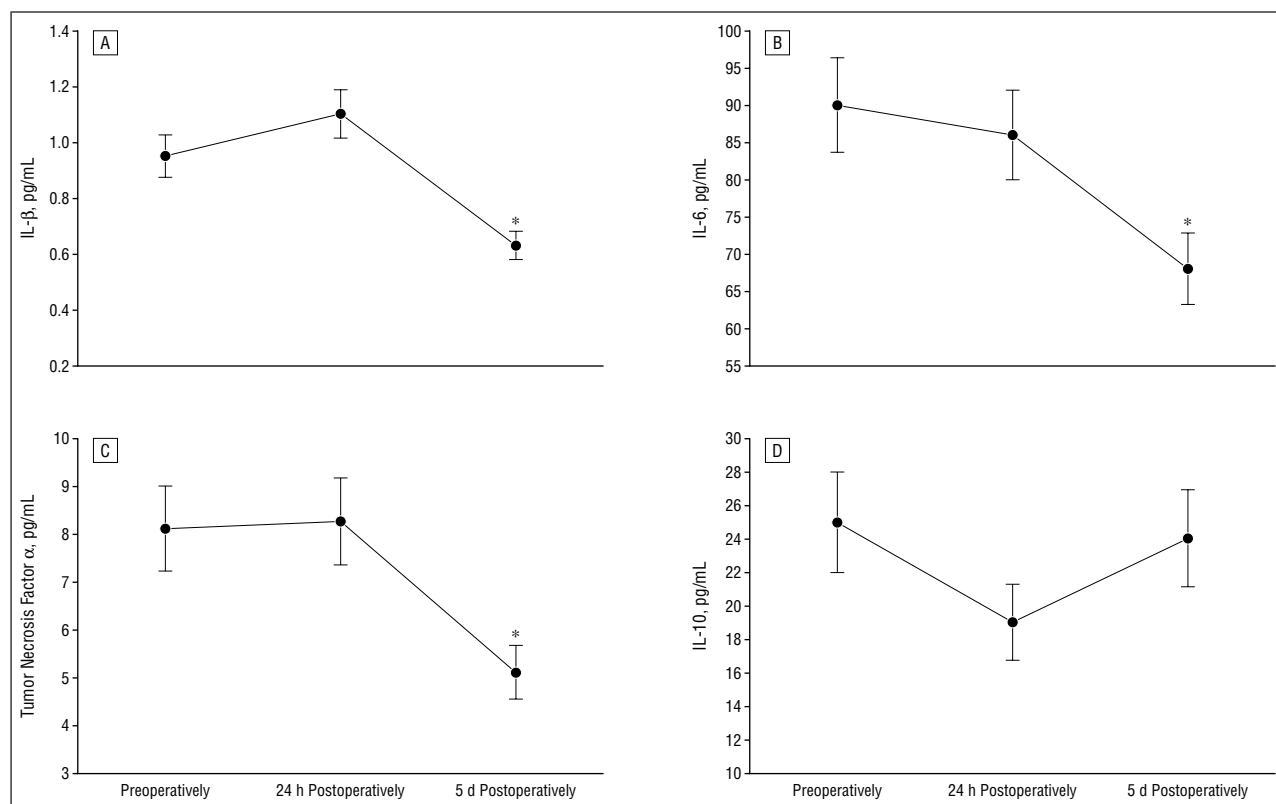 A
1.4
1.2
1.0
0.8
0.6
0.4
0.2
IL-β, pg/mL
*
B
100
95
90
85
80
75
70
65
60
55
IL-6, pg/mL
*
C
10
9
8
7
6
5
4
3
Tumor Necrosis Factor α, pg/mL
*
Preoperatively
24 h Postoperatively
5 d Postoperatively
D
30
28
26
24
22
20
18
16
14
12
10
IL-10, pg/mL
Preoperatively
24 h Postoperatively
5 d Postoperatively